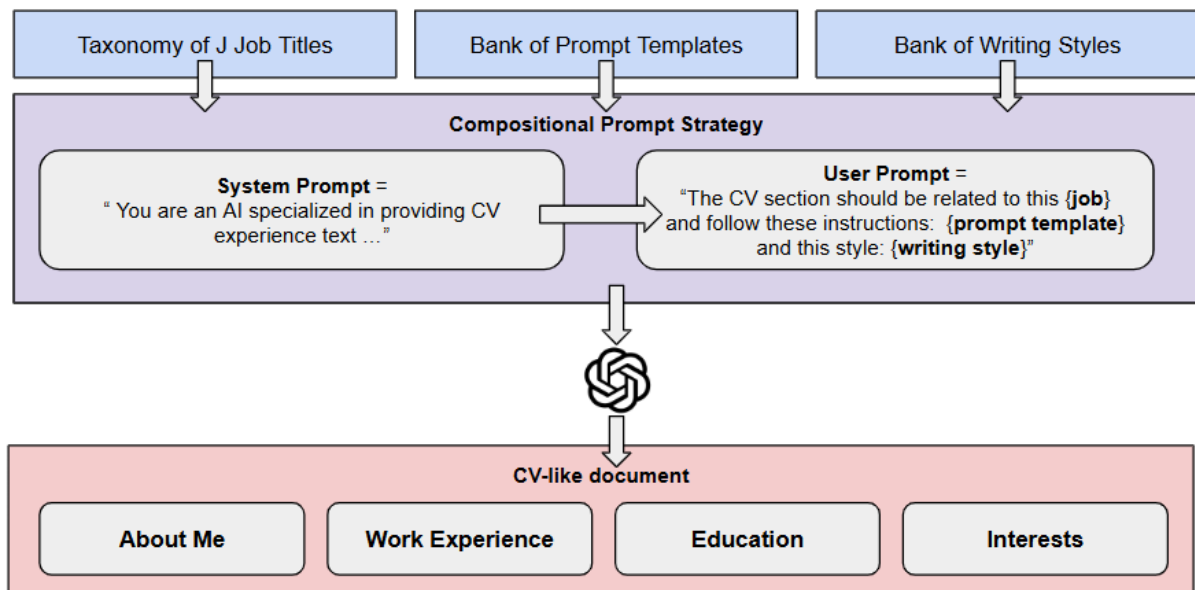 Taxonomy of J Job Titles
Bank of Prompt Templates
Bank of Writing Styles
Compositional Prompt Strategy
System Prompt =
“ You are an AI specialized in providing CV
experience text ...”
User Prompt =
“The CV section should be related to this {job}
and follow these instructions:  {prompt template}
and this style: {writing style}”
CV-like document
About Me
Work Experience
Education
Interests